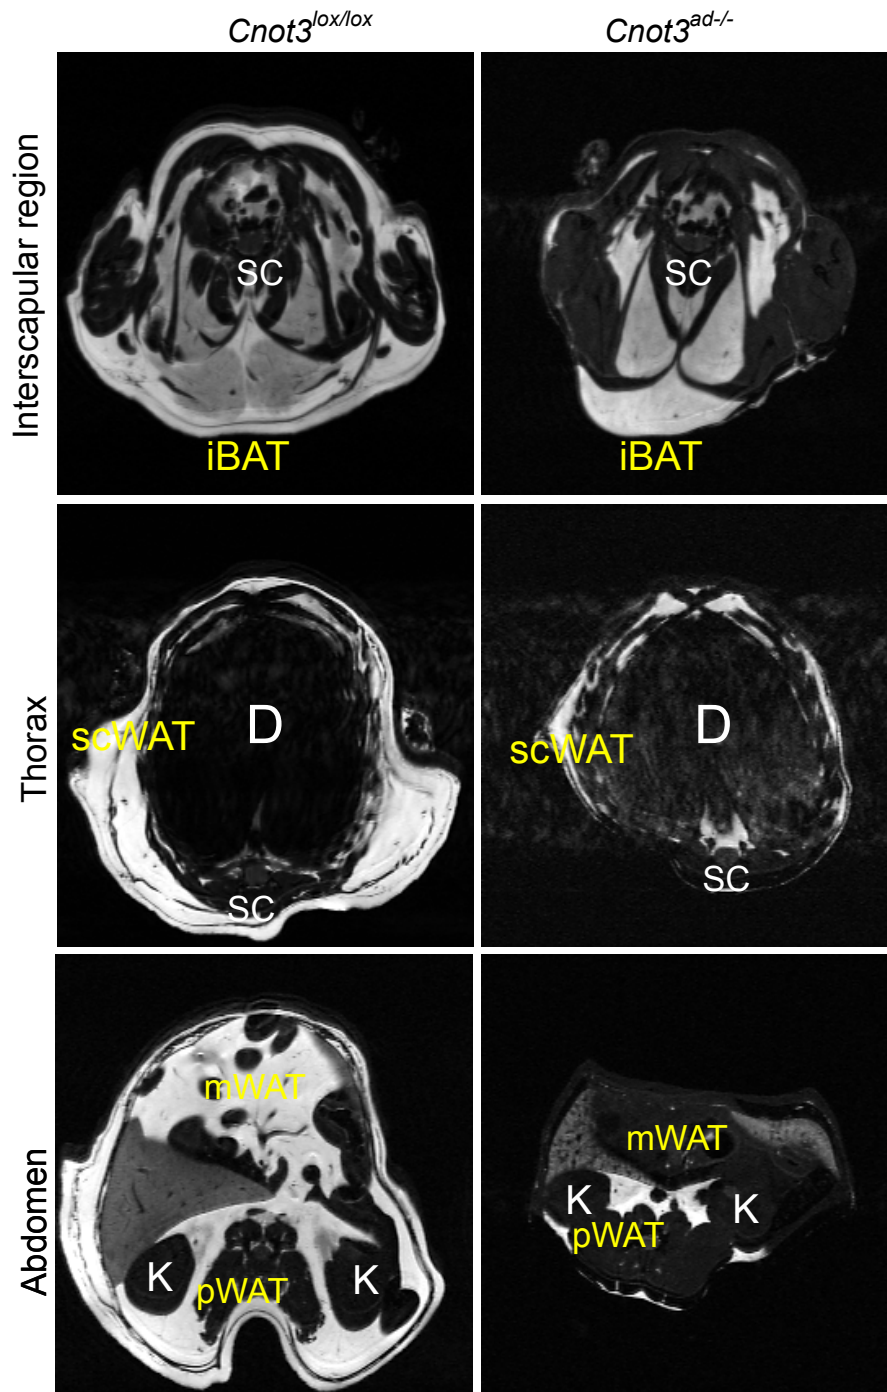 Cnot3lox/lox
Cnot3ad-/-
Interscapular region
SC
SC
iBAT
iBAT
Thorax
scWAT
D
SC
scWAT
D
SC
Abdomen
mWAT
K
K
pWAT
mWAT
K
K
pWAT